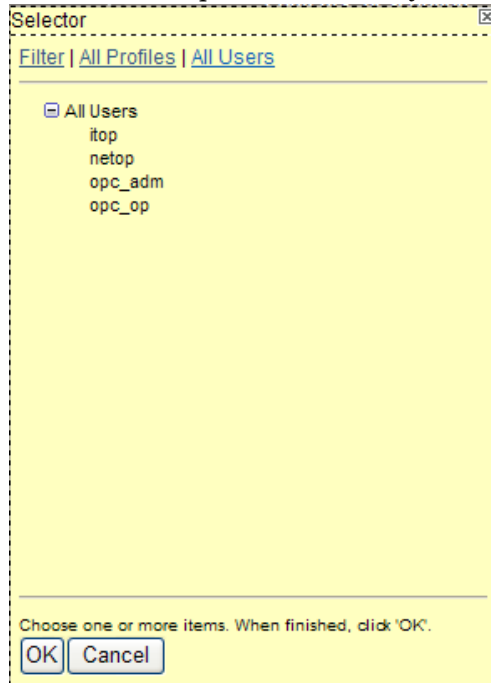 Selector
Filter | All Profiles | All Users
All Users
itop
netop
opc_adm
opc_op
Choose one or more items. When finished, click 'OK'.
OK Cancel